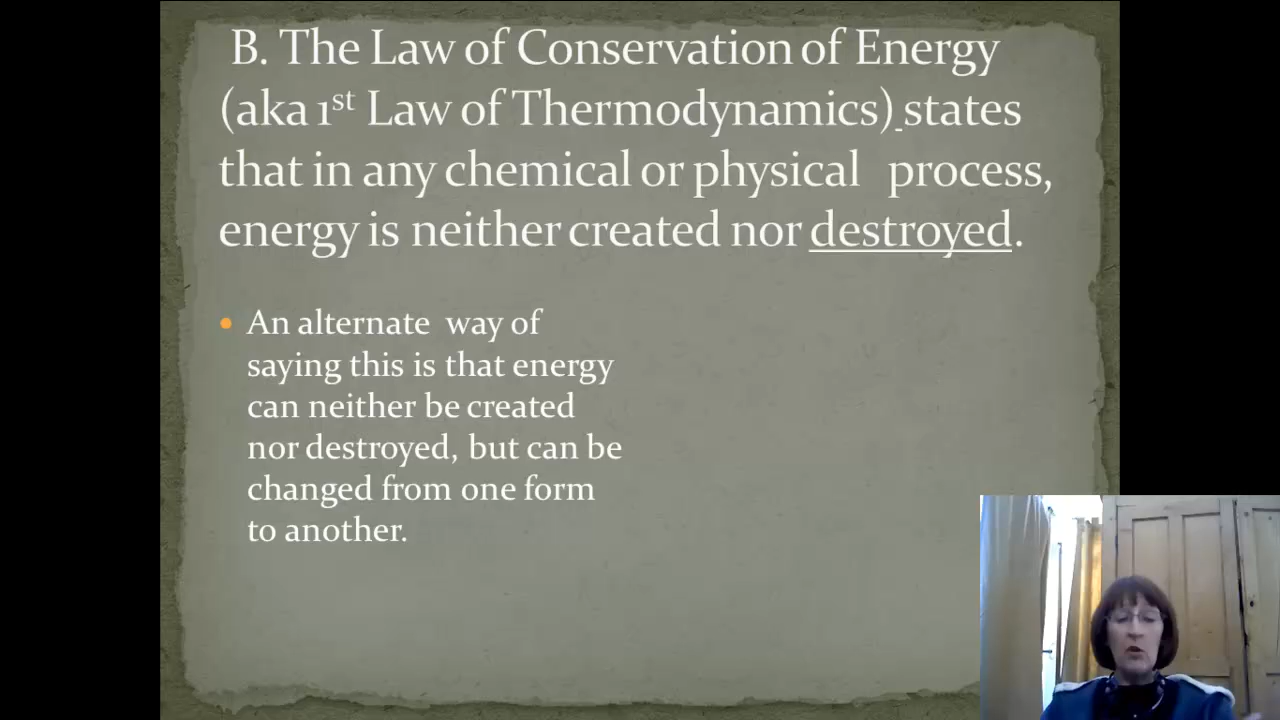 B. The Law of Conservation of Energy
(aka 1st Law of Thermodynamics) states
that in any chemical or physical process,
energy is neither created nor destroyed.
• An alternate way of
saying this is that energy
can neither be created
nor destroyed, but can be
changed from one form
to another.